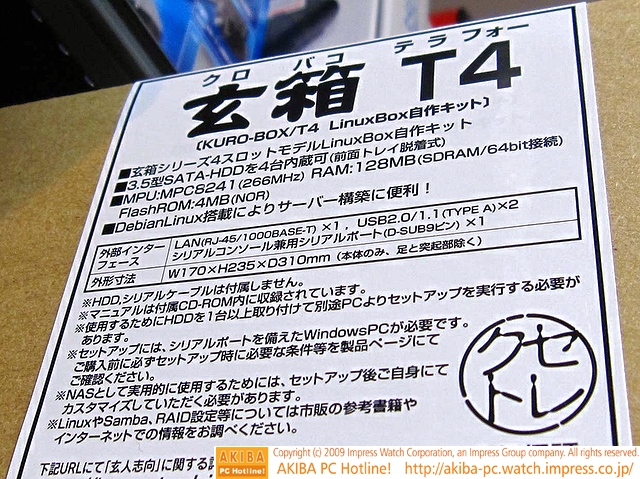 クロ バコ テラフォー
玄箱 T4
(KURO-BOX/T4 LinuxBox自作キット)
■玄箱シリーズ4スロットモデルLinuxBox自作キット
■3.5型SATA-HDDを4台内蔵可(前面トレイ脱着式)
■MPU:MPC8241(266MHz) RAM:128MB(SDRAM/64bit接続)
FlashROM:4MB(NOR)
■DebianLinux搭載によりサーバー構築に便利!
外部インターフェース
LAN(RJ-45/1000BASE-T)×1, USB2.0/1.1(TYPE A)×2
シリアルコンソール兼用シリアルポート(D-SUB9ピン)×1
外形寸法
W170×H235×D310mm (本体のみ、足と突起部除く)
※HDD,シリアルケーブルは付属しません。
※マニュアルは付属CD-ROM内に収録されています。
※使用するためにHDDを1台以上取り付けて別途PCよりセットアップを実行する必要が
あります。
※セットアップには、シリアルポートを備えたWindowsPCが必要です。
ご購入前に必ずセットアップ時に必要な条件等を製品ページにて
ご確認ください。
※NASとして実用的に使用するためには、セットアップ後ご自身にて
カスタマイズしていただく必要があります。
※LinuxやSamba、RAID設定等については市販の参考書籍や
インターネットでの情報をお調べください。
クセ
トレ
下記URLにて「玄人志向」に関する
AKIBA
PC Hotline!
Copyright (c) 2009 Impress Watch Corporation, an Impress Group company. All rights reserved.
AKIBA PC Hotline! http://akiba-pc.watch.impress.co.jp/